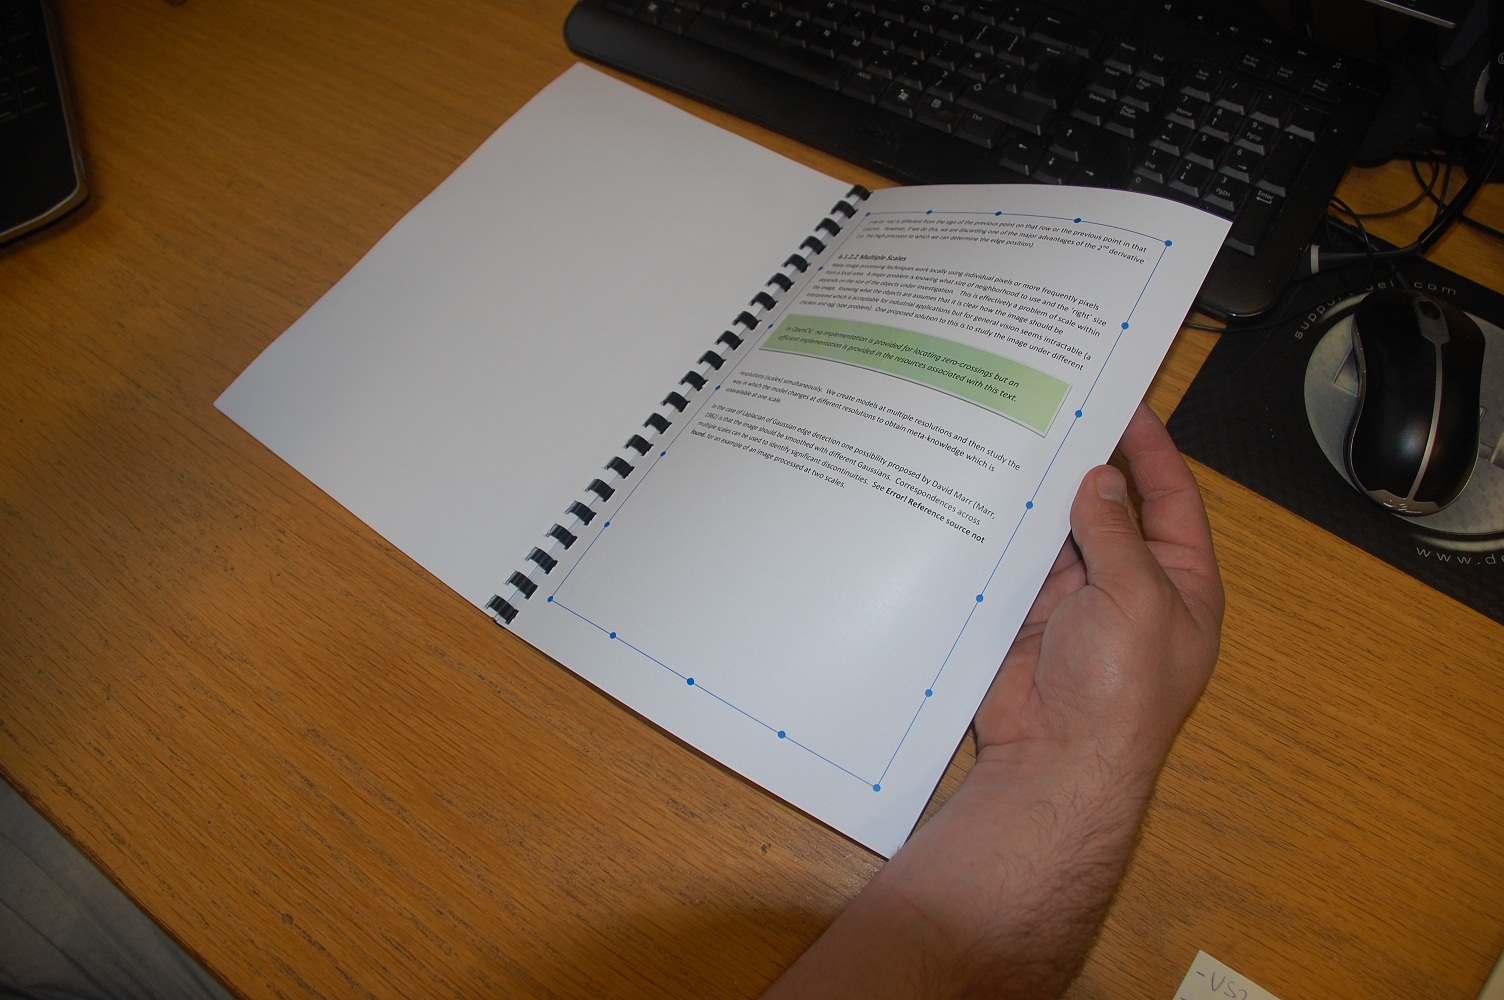 (+ve or –ve) is different from the sign of the previous point on that row or the previous point in that
column. However, if we do this, we are discarding one of the major advantages of the 2nd derivative
(i.e. the high precision to which we can determine the edge position).
6.1.2.2 Multiple Scales
Many image processing techniques work locally using individual pixels or more frequently pixels
from a local area. A major problem is knowing what size of neighborhood to use and the 'right' size
depends on the size of the objects under investigation. This is effectively a problem of scale within
the image. Knowing what the objects are assumes that it is clear how the image should be
interpreted which is acceptable for industrial applications but for general vision seems intractable (a
chicken and egg type problem). One proposed solution to this is to study the image under different
In OpenCV, no implementation is provided for locating zero-crossings but an
efficient implementation is provided in the resources associated with this text.
resolutions (scales) simultaneously. We create models at multiple resolutions and then study the
way in which the model changes at different resolutions to obtain meta-knowledge which is
unavailable at one scale.
In the case of Laplacian of Gaussian edge detection one possibility proposed by David Marr (Marr,
1982) is that the image should be smoothed with different Gaussians. Correspondences across
multiple scales can be used to identify significant discontinuities. See Error! Reference source not
found. for an example of an image processed at two scales.
Enter
www.de